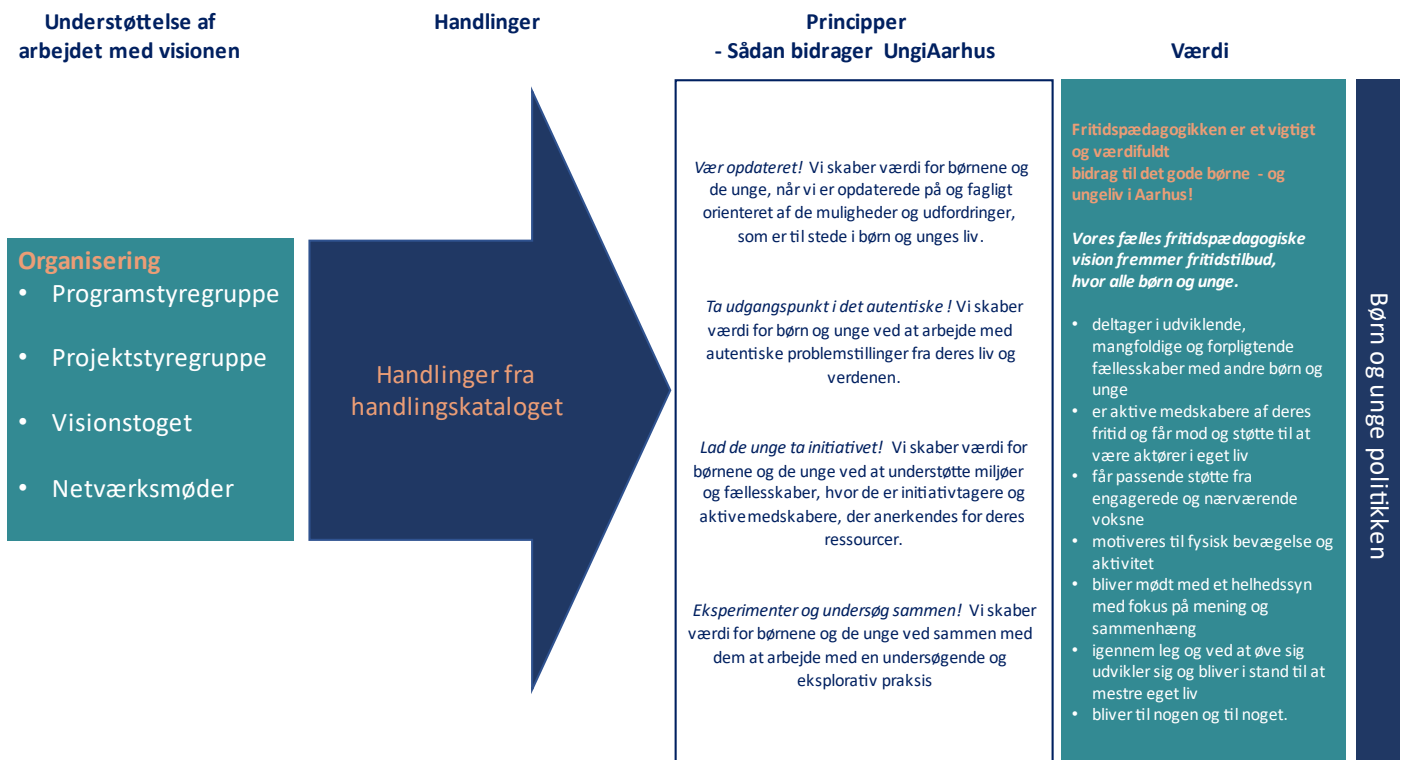 Understøttelse af
arbejdet med visionen
Handlinger
Principper
- Sådan bidrager UngiAarhus
Værdi
Organisering
• Programstyregruppe
• Projektstyregruppe
• Visionstoget
• Netværksmøder
Handlinger fra
handlingskataloget
Vær opdateret! Vi skaber værdi for børnene og
de unge, når vi er opdaterede på og fagligt
orienteret af de muligheder og udfordringer,
som er til stede i børn og unges liv.
Ta udgangspunkt i det autentiske ! Vi skaber
værdi for børn og unge ved at arbejde med
autentiske problemstillinger fra deres liv og
verdenen.
Lad de unge ta initiativet! Vi skaber værdi for
børnene og de unge ved at understøtte miljøer
og fællesskaber, hvor de er initiativtagere og
aktive medskabere, der anerkendes for deres
ressourcer.
Eksperimenter og undersøg sammen! Vi skaber
værdi for børnene og de unge ved sammen med
dem at arbejde med en undersøgende og
eksplorativ praksis
Fritidspædagogikken er et vigtigt
og værdifuldt
bidrag til det gode børne - og
ungeliv i Aarhus!
Vores fælles fritidspædagogiske
vision fremmer fritidstilbud,
hvor alle børn og unge.
• deltager i udviklende,
mangfoldige og forpligtende
fællesskaber med andre børn og
unge
• er aktive medskabere af deres
fritid og får mod og støtte til at
være aktører i eget liv
• får passende støtte fra
engagerede og nærværende
voksne
• motiveres til fysisk bevægelse og
aktivitet
• bliver mødt med et helhedssyn
med fokus på mening og
sammenhæng
• igennem leg og ved at øve sig
udvikler sig og bliver i stand til at
mestre eget liv
• bliver til nogen og til noget.
Børn og unge politikken